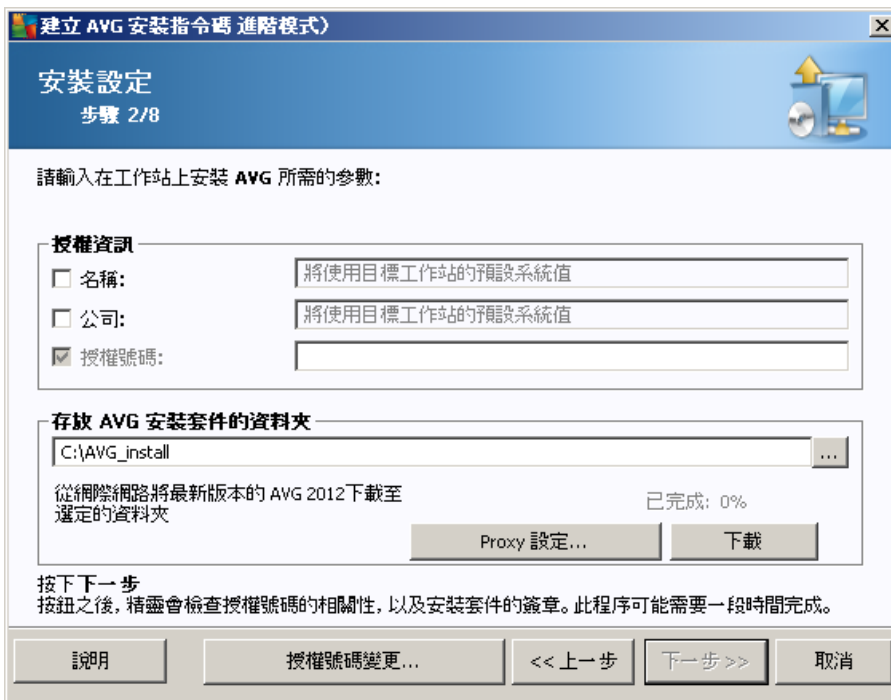 建立 AVG 安裝指令碼 進階模式)
安裝設定
步驟 2/8
請輸入在工作站上安裝 AVG 所需的參數:
授權資訊
名稱:
將使用目標工作站的預設系統值
公司:
將使用目標工作站的預設系統值
授權號碼:
存放 AVG 安裝套件的資料夾
C:\AVG_install
...
從網際網路將最新版本的 AVG 2012下載至
選定的資料夾
已完成: 0%
Proxy 設定...
下載
按下下一步
按鈕之後, 精靈會檢查授權號碼的相關性, 以及安裝套件的簽章。此程序可能需要一段時間完成。
說明
授權號碼變更...
<< 上一步
下一步 >>
取消